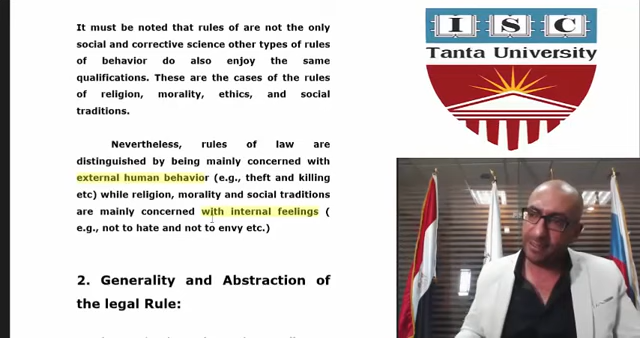 It must be noted that rules of are not the only
social and corrective science other types of rules
of behavior do also enjoy the same
qualifications. These are the cases of the rules
of religion, morality, ethics, and social
traditions.
Nevertheless, rules of law are
distinguished by being mainly concerned with
external human behavior (e.g., theft and killing
etc) while religion, morality and social traditions
are mainly concerned with internal feelings (
e.g., not to hate and not to envy etc.)
2. Generality and Abstraction of
the legal Rule:
I S C
Tanta University